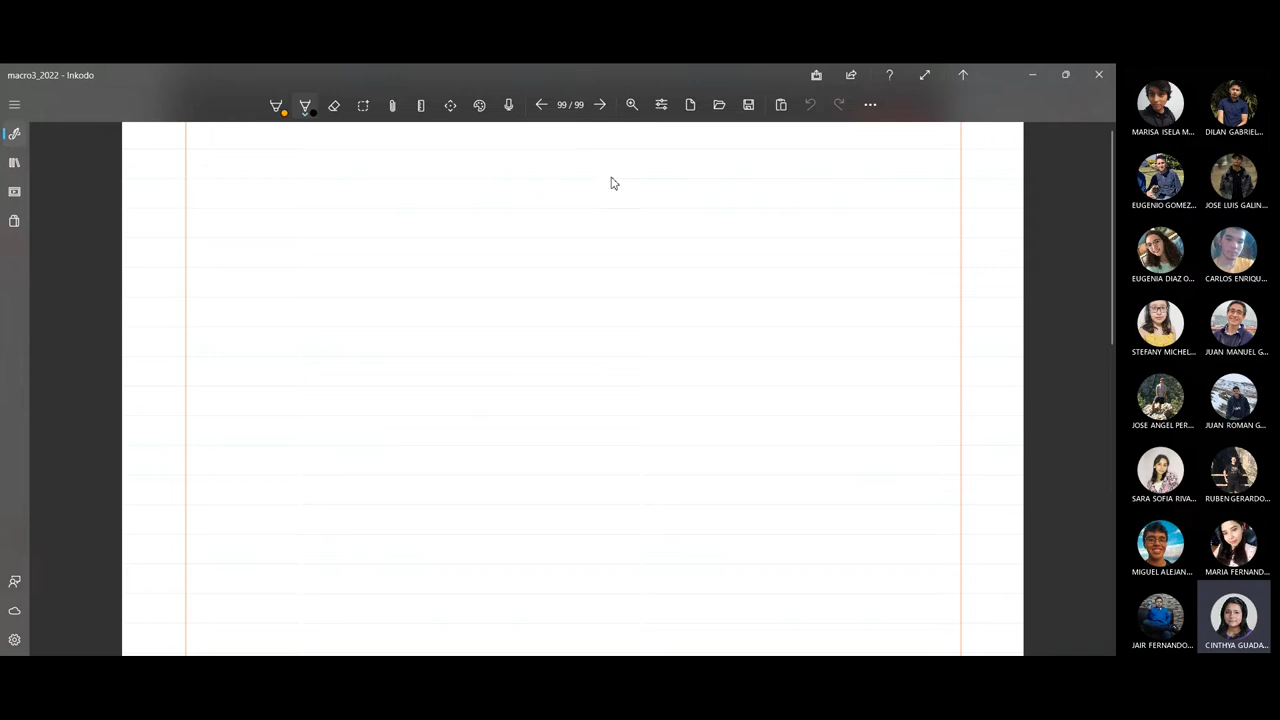 macro3_2022 - Inkodo
99 / 99
MARISA ISELA M...
DILAN GABRIEL...
EUGENIO GOMEZ...
JOSE LUIS GALIN...
EUGENIA DIAZ O...
CARLOS ENRIQU...
STEFANY MICHEL...
JUAN MANUEL G...
JOSE ANGEL PER...
JUAN ROMAN G...
SARA SOFIA RIVA...
RUBEN GERARDO...
MIGUEL ALEJAN...
MARIA FERNAND...
JAIR FERNANDO...
CINTHYA GUADA...